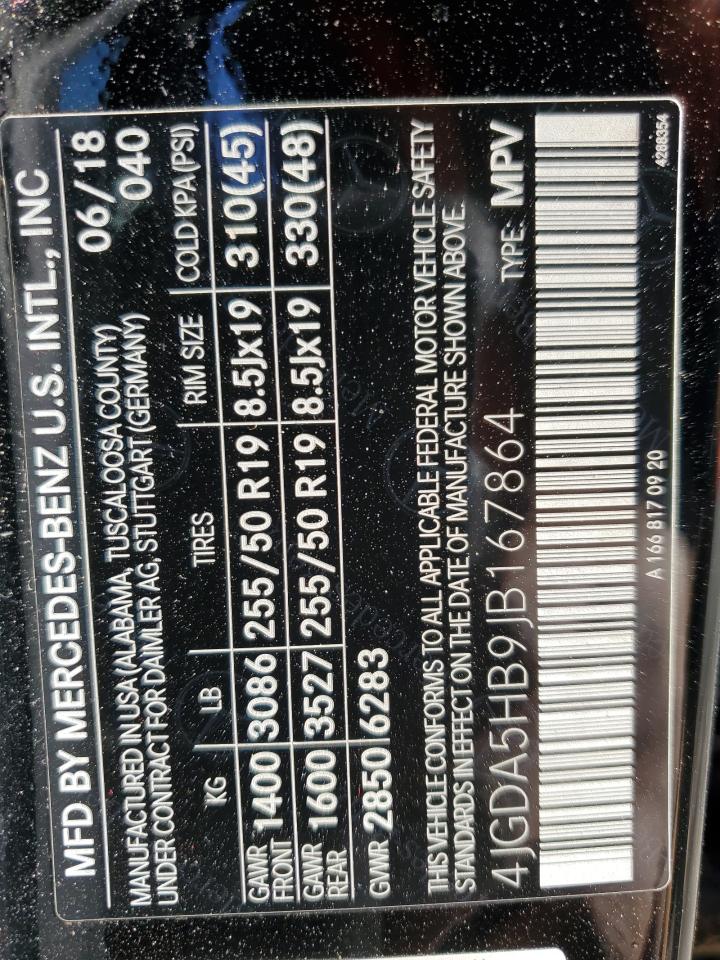 MFD BY MERCEDES-BENZ U.S. INTL., INC
MANUFACTURED IN USA (ALABAMA, TUSCALOOSA COUNTY) 06/18
UNDER CONTRACT FOR DAIMLER AG, STUTTGART (GERMANY) 040
KG LB TIRES RIM SIZE COLD KPA(PSI)
GAWR FRONT 1400 3086 255/50 R19 8.5Jx19 310(45)
GAWR REAR 1600 3527 255/50 R19 8.5Jx19 330(48)
GWR 2850 6283
THIS VEHICLE CONFORMS TO ALL APPLICABLE FEDERAL MOTOR VEHICLE SAFETY
STANDARDS IN EFFECT ON THE DATE OF MANUFACTURE SHOWN ABOVE.
4JGDA5HB9JB167864 TYPE: MPV
A 166 817 09 20 4288354